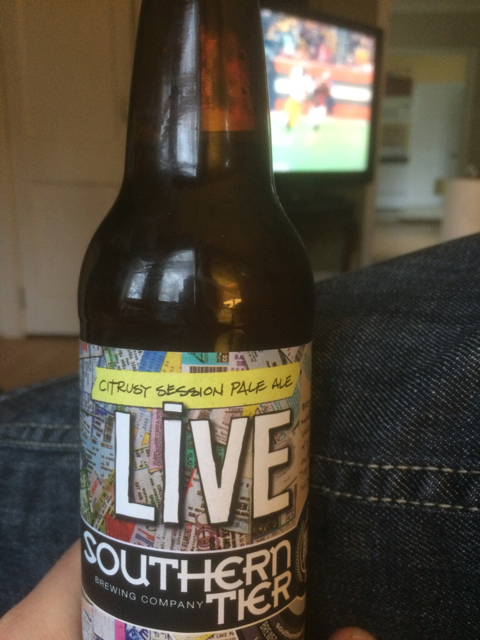 CITRUSY SESSION PALE ALE
LiVE
SOUTHERN
BREWING COMPANY
TIER